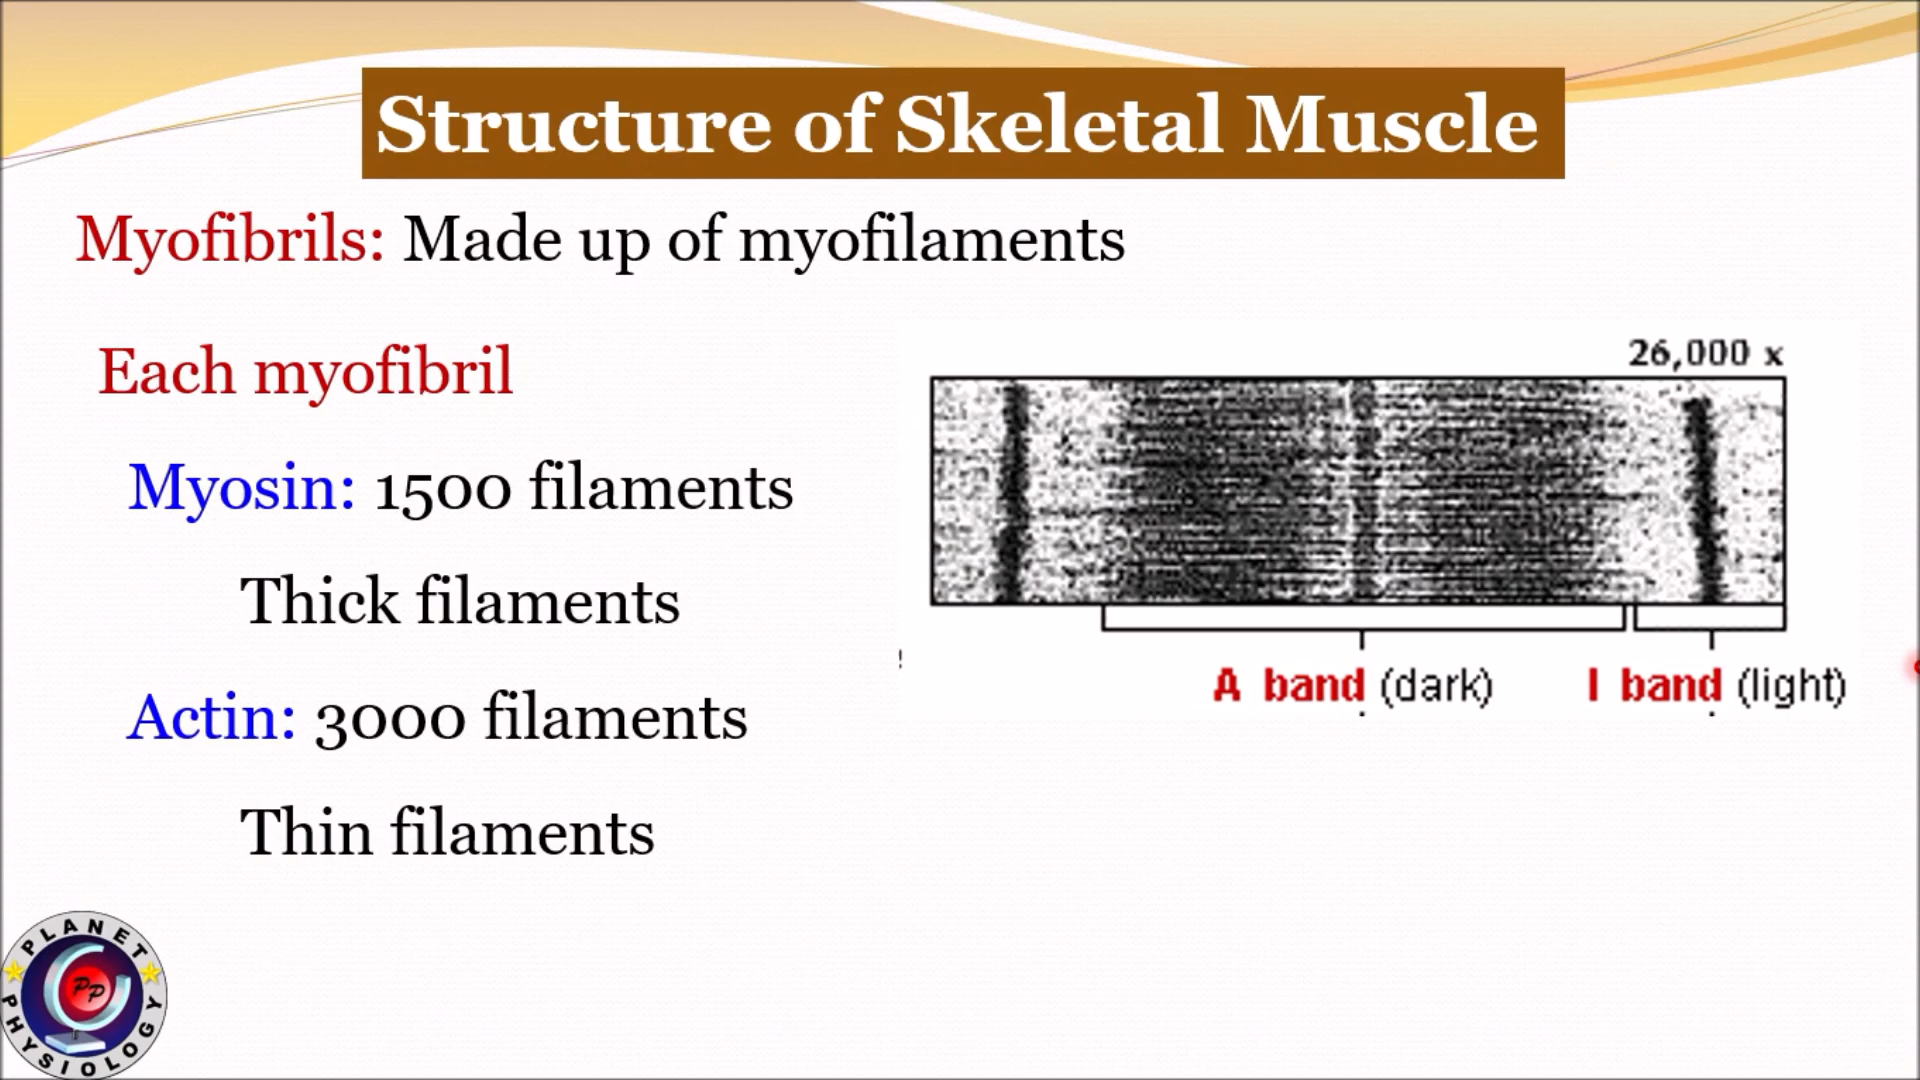 Structure of Skeletal Muscle
Myofibrils: Made up of myofilaments
Each myofibril
26,000 x
Myosin: 1500 filaments
Thick filaments
A band (dark)
I band (light)
Actin: 3000 filaments
Thin filaments
PLANET PHYSIOLOGY
PP